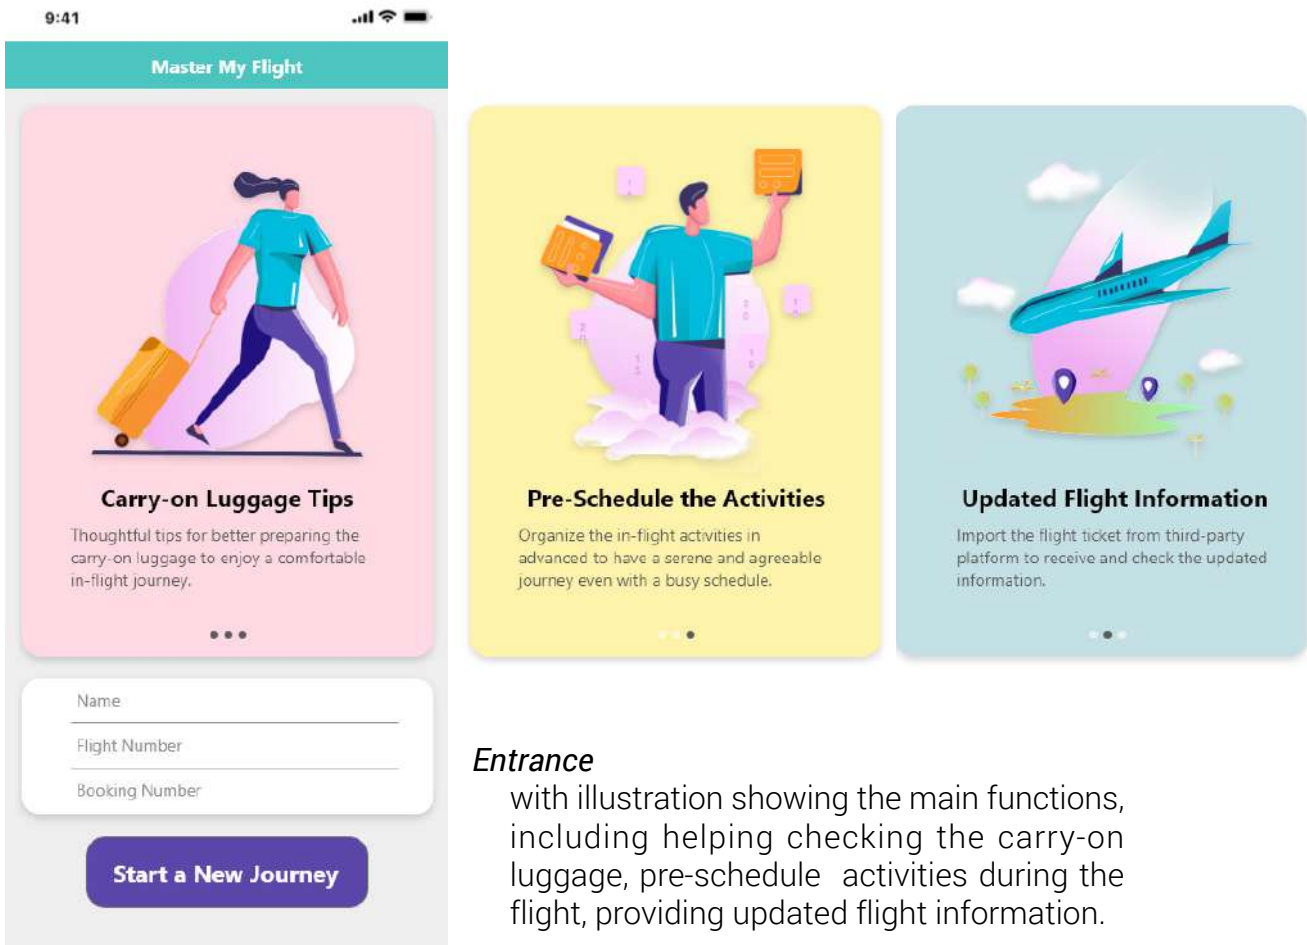 9:41
Master My Flight
Carry-on Luggage Tips
Thoughtful tips for better preparing the
carry-on luggage to enjoy a comfortable
in-flight journey.
Pre-Schedule the Activities
Organize the in-flight activities in
advanced to have a serene and agreeable
journey even with a busy schedule.
Updated Flight Information
Import the flight ticket from third-party
platform to receive and check the updated
information.
Name
Flight Number
Booking Number
Start a New Journey
Entrance
with illustration showing the main functions,
including helping checking the carry-on
luggage, pre-schedule activities during the
flight, providing updated flight information.